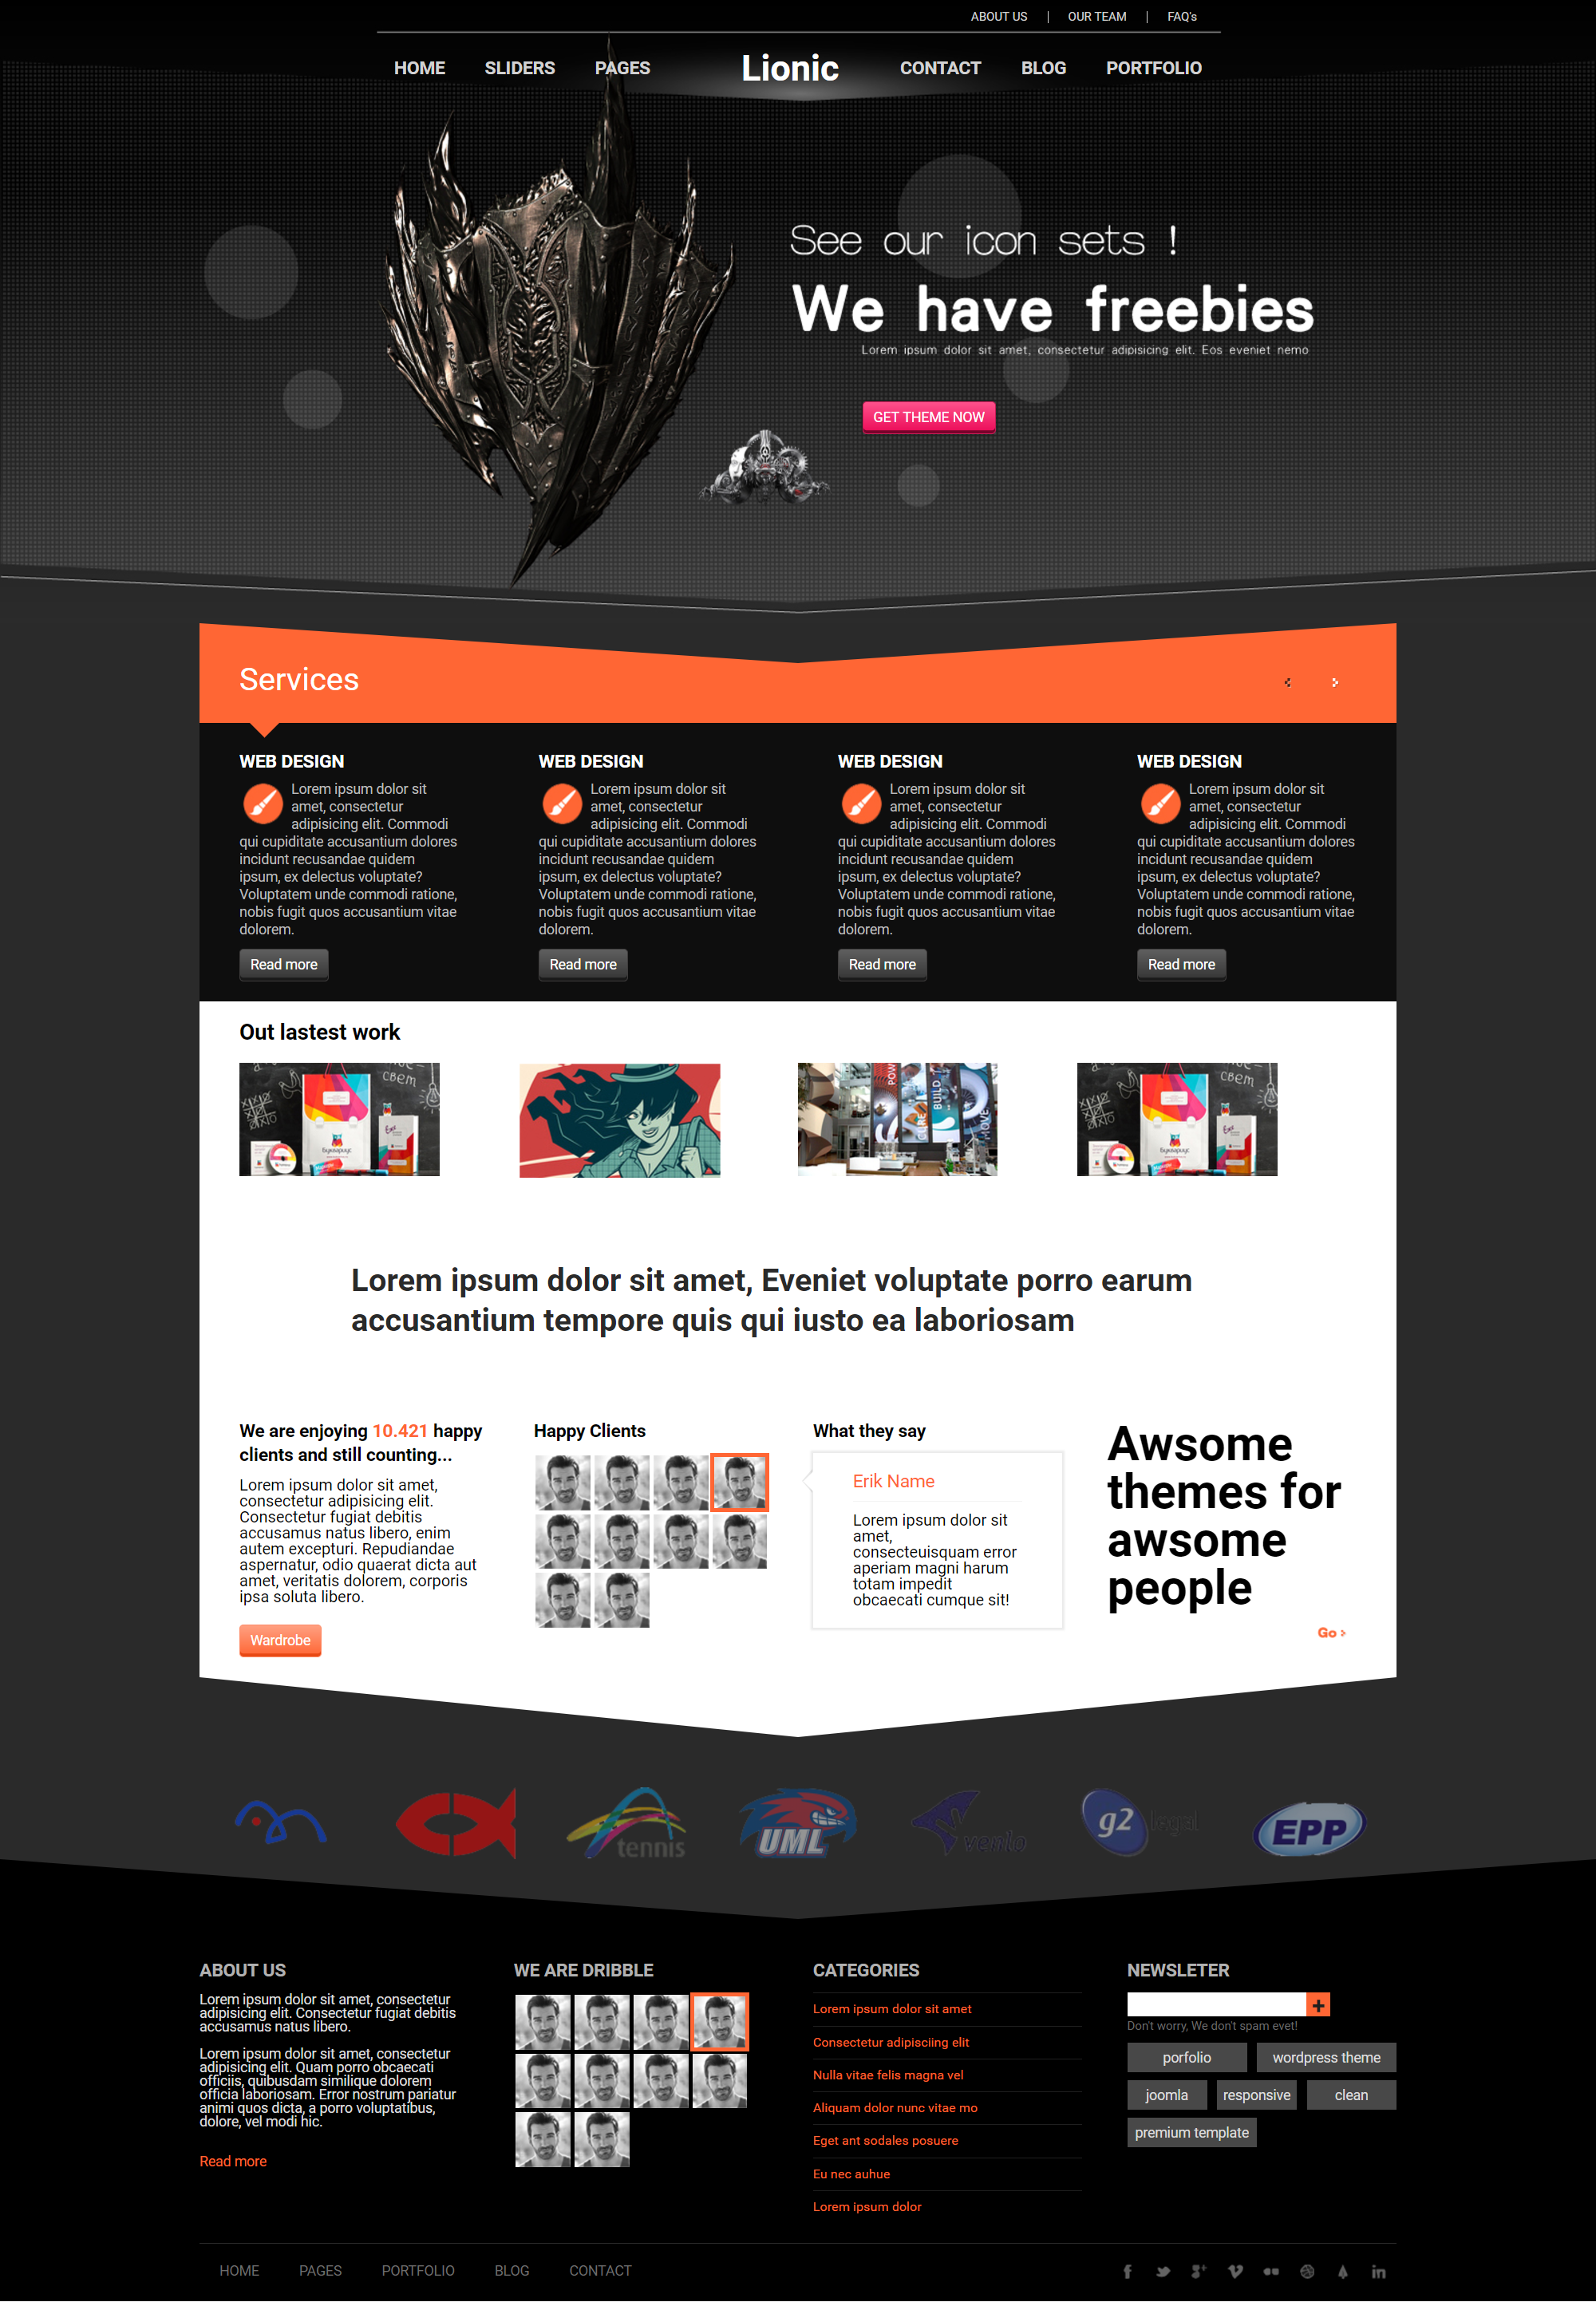 ABOUT US | OUR TEAM | FAQ's
HOME SLIDERS PAGES Lionic CONTACT BLOG PORTFOLIO
See our icon sets !
We have freebies
Lorem ipsum dolor sit amet, consectetur adipisicing elit. Eos eveniet nemo
GET THEME NOW
Services
WEB DESIGN
Lorem ipsum dolor sit
amet, consectetur
adipisicing elit. Commodi
qui cupiditate accusantium dolores
incidunt recusandae quidem
ipsum, ex delectus voluptate?
Voluptatem unde commodi ratione,
nobis fugit quos accusantium vitae
dolorem.
Read more
WEB DESIGN
Lorem ipsum dolor sit
amet, consectetur
adipisicing elit. Commodi
qui cupiditate accusantium dolores
incidunt recusandae quidem
ipsum, ex delectus voluptate?
Voluptatem unde commodi ratione,
nobis fugit quos accusantium vitae
dolorem.
Read more
WEB DESIGN
Lorem ipsum dolor sit
amet, consectetur
adipisicing elit. Commodi
qui cupiditate accusantium dolores
incidunt recusandae quidem
ipsum, ex delectus voluptate?
Voluptatem unde commodi ratione,
nobis fugit quos accusantium vitae
dolorem.
Read more
WEB DESIGN
Lorem ipsum dolor sit
amet, consectetur
adipisicing elit. Commodi
qui cupiditate accusantium dolores
incidunt recusandae quidem
ipsum, ex delectus voluptate?
Voluptatem unde commodi ratione,
nobis fugit quos accusantium vitae
dolorem.
Read more
Out lastest work
свет
POW
CURE
BUILD
MOVE
свет
Lorem ipsum dolor sit amet, Eveniet voluptate porro earum
accusantium tempore quis qui iusto ea laboriosam
We are enjoying 10.421 happy
clients and still counting...
Lorem ipsum dolor sit amet,
consectetur adipisicing elit.
Consectetur fugiat debitis
accusamus natus libero, enim
autem excepturi. Repudiandae
aspernatur, odio quaerat dicta aut
amet, veritatis dolorem, corporis
ipsa soluta libero.
Wardrobe
Happy Clients
What they say
Erik Name
Lorem ipsum dolor sit
amet,
consecteuisquam error
aperiam magni harum
totam impedit
obcaecati cumque sit!
Awsome
themes for
awsome
people
Go >
tennis
UML
venlo
g2 legal
EPP
ABOUT US
Lorem ipsum dolor sit amet, consectetur
adipisicing elit. Consectetur fugiat debitis
accusamus natus libero.
Lorem ipsum dolor sit amet, consectetur
adipisicing elit. Quam porro obcaecati
officiis, quibusdam similique dolorem
officia laboriosam. Error nostrum pariatur
animi quos dicta, a porro voluptatibus,
dolore, vel modi hic.
Read more
WE ARE DRIBBLE
CATEGORIES
Lorem ipsum dolor sit amet
Consectetur adipisciing elit
Nulla vitae felis magna vel
Aliquam dolor nunc vitae mo
Eget ant sodales posuere
Eu nec auhue
Lorem ipsum dolor
NEWSLETER
+
Don't worry, We don't spam evet!
porfolio wordpress theme
joomla responsive clean
premium template
HOME PAGES PORTFOLIO BLOG CONTACT